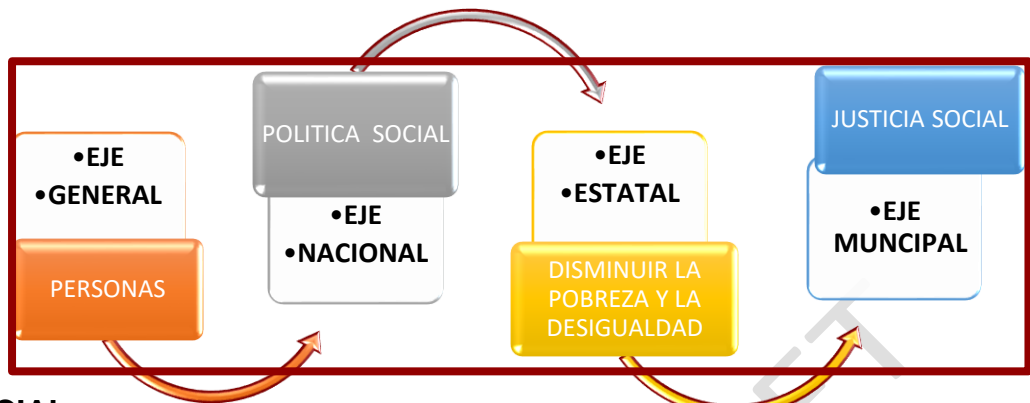 •EJE
•GENERAL
PERSONAS
POLITICA SOCIAL
•EJE
•NACIONAL
•EJE
•ESTATAL
DISMINUIR LA
POBREZA Y LA
DESIGUALDAD
JUSTICIA SOCIAL
•EJE
MUNCIPAL